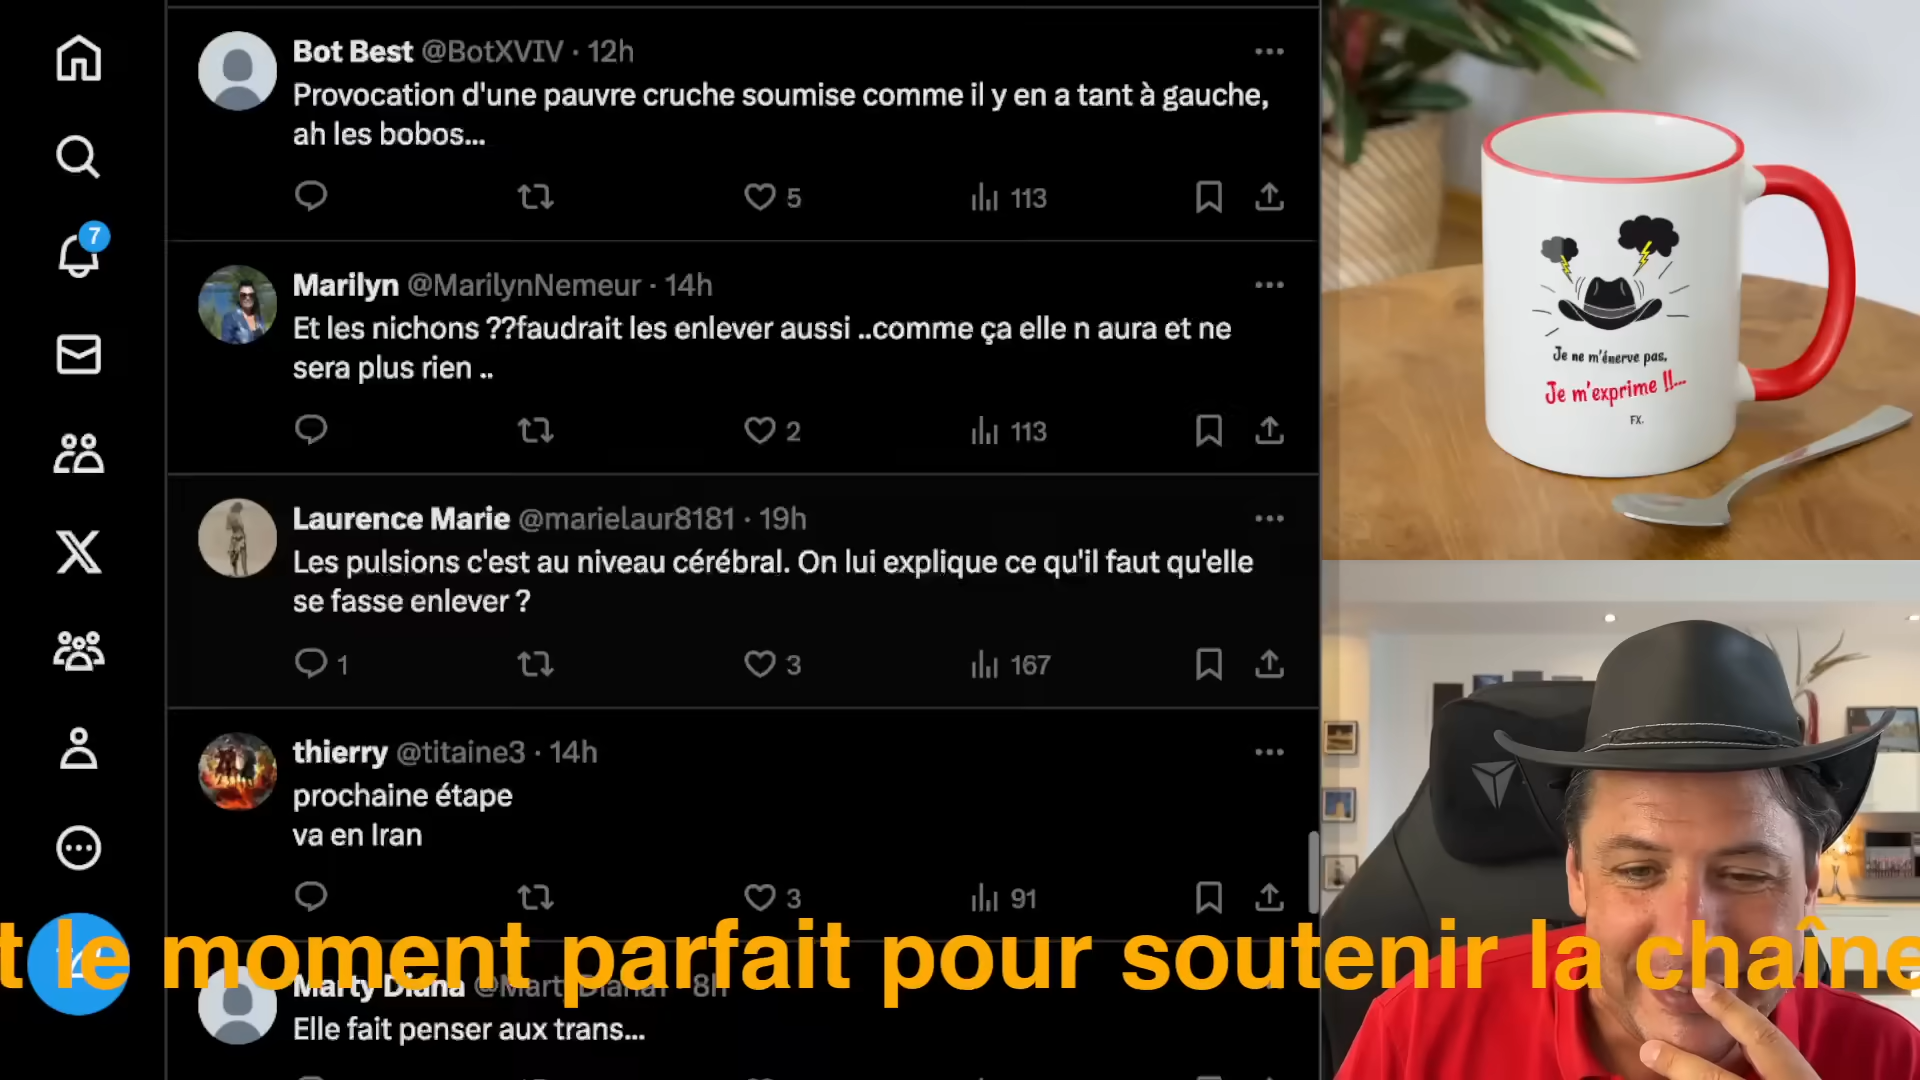 7
Bot Best @BotXVIV · 12h
Provocation d'une pauvre cruche soumise comme il y en a tant à gauche,
ah les bobos...
5 113
Marilyn @MarilynNemeur · 14h
Et les nichons ??faudrait les enlever aussi ..comme ça elle n aura et ne
sera plus rien ..
2 113
Laurence Marie @marielaur8181 · 19h
Les pulsions c'est au niveau cérébral. On lui explique ce qu'il faut qu'elle
se fasse enlever ?
1 3 167
thierry @titaine3 · 14h
prochaine étape
va en Iran
3 91
t le moment parfait pour soutenir la chaîne
Marty Diana · 8h
Elle fait penser aux trans...
Je ne m'énerve pas,
Je m'exprime !!...
FX.